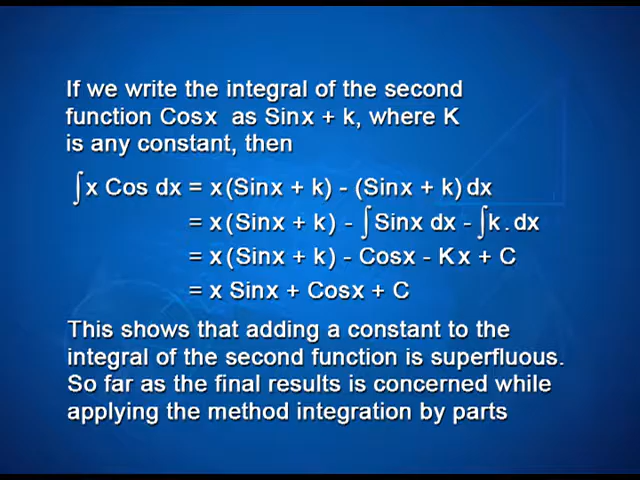 If we write the integral of the second
function Cosx as Sinx + k, where K
is any constant, then
∫x Cos dx = x (Sinx + k) - (Sinx + k) dx
= x (Sinx + k) - ∫Sinx dx - ∫k . dx
= x (Sinx + k) - Cosx - Kx + C
= x Sinx + Cosx + C
This shows that adding a constant to the
integral of the second function is superfluous.
So far as the final results is concerned while
applying the method integration by parts